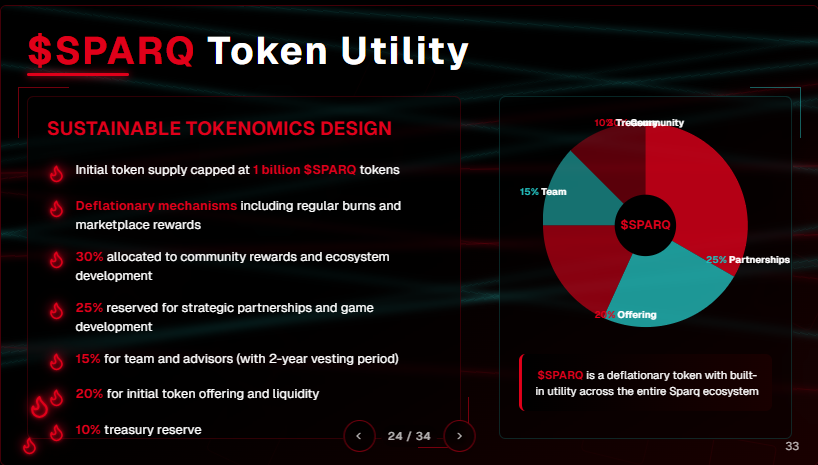 $SPARQ Token Utility
SUSTAINABLE TOKENOMICS DESIGN
Initial token supply capped at 1 billion $SPARQ tokens
Deflationary mechanisms including regular burns and
marketplace rewards
30% allocated to community rewards and ecosystem
development
25% reserved for strategic partnerships and game
development
15% for team and advisors (with 2-year vesting period)
20% for initial token offering and liquidity
10% treasury reserve
10% Community
15% Team
$SPARQ
25% Partnerships
20% Offering
$SPARQ is a deflationary token with built-
in utility across the entire Sparq ecosystem
24 / 34
33